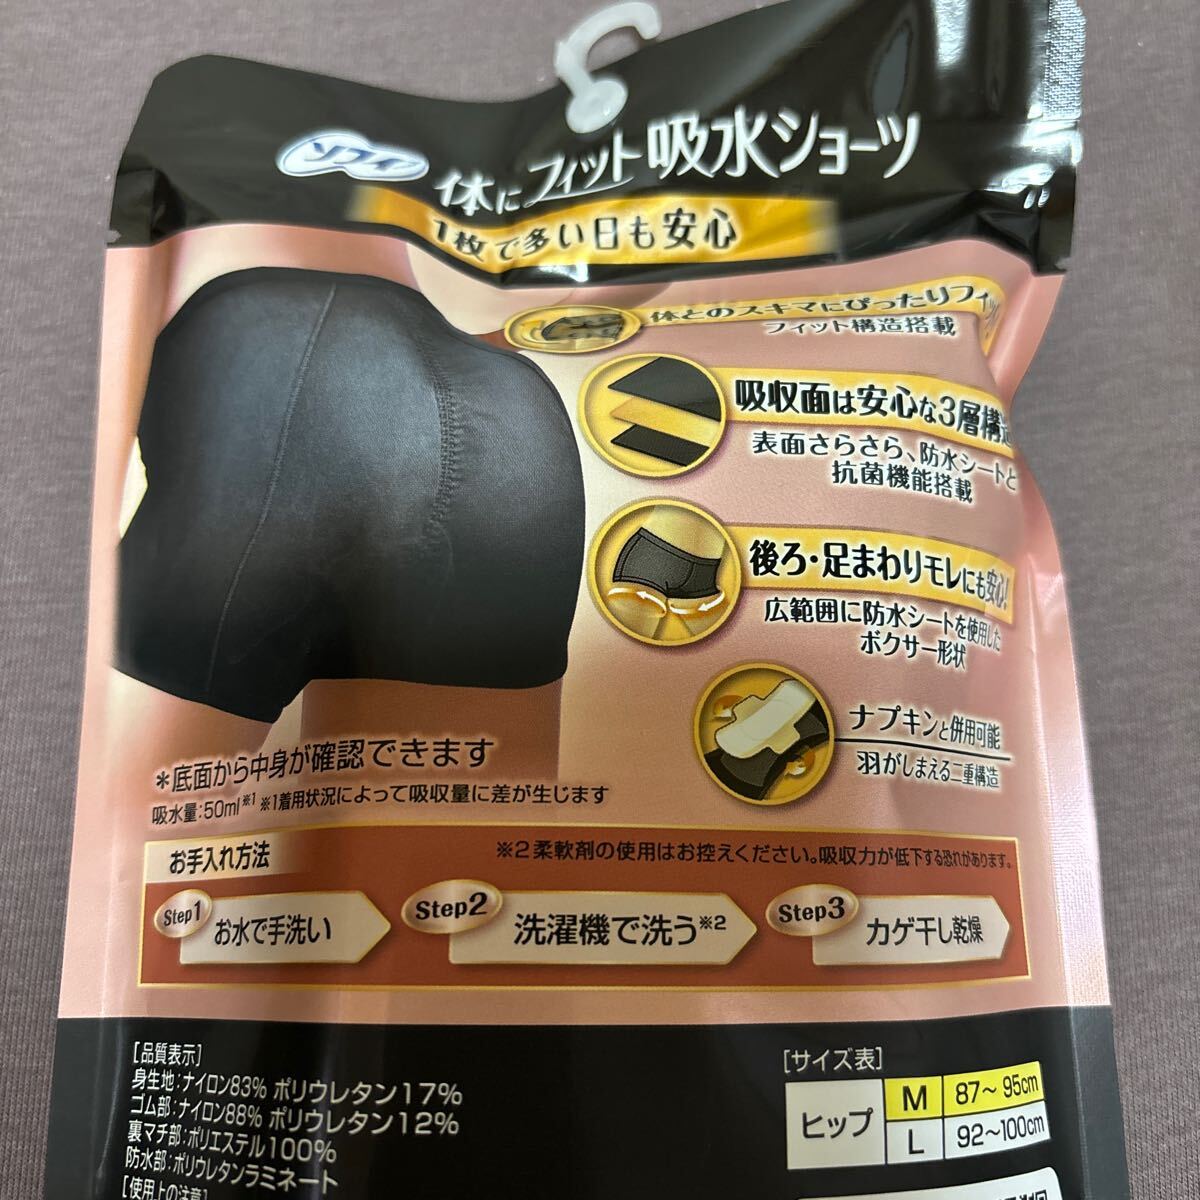 ソフィ
体にフィット吸水ショーツ
1枚で多い日も安心
体とのスキマにぴったりフィット
フィット構造搭載
吸収面は安心な3層構造
表面さらさら、防水シートと
抗菌機能搭載
後ろ・足まわりモレにも安心!
広範囲に防水シートを使用した
ボクサー形状
ナプキンと併用可能
羽がしまえる二重構造
*底面から中身が確認できます
吸水量:50ml※1 ※1着用状況によって吸収量に差が生じます
お手入れ方法
※2柔軟剤の使用はお控えください。吸収力が低下する恐れがあります。
Step1 お水で手洗い
Step2 洗濯機で洗う※2
Step3 カゲ干し乾燥
[品質表示]
身生地:ナイロン83% ポリウレタン17%
ゴム部:ナイロン88% ポリウレタン12%
裏マチ部:ポリエステル100%
防水部:ポリウレタンラミネート
[使用上の注意]
[サイズ表]
ヒップ
M 87〜95cm
L 92〜100cm